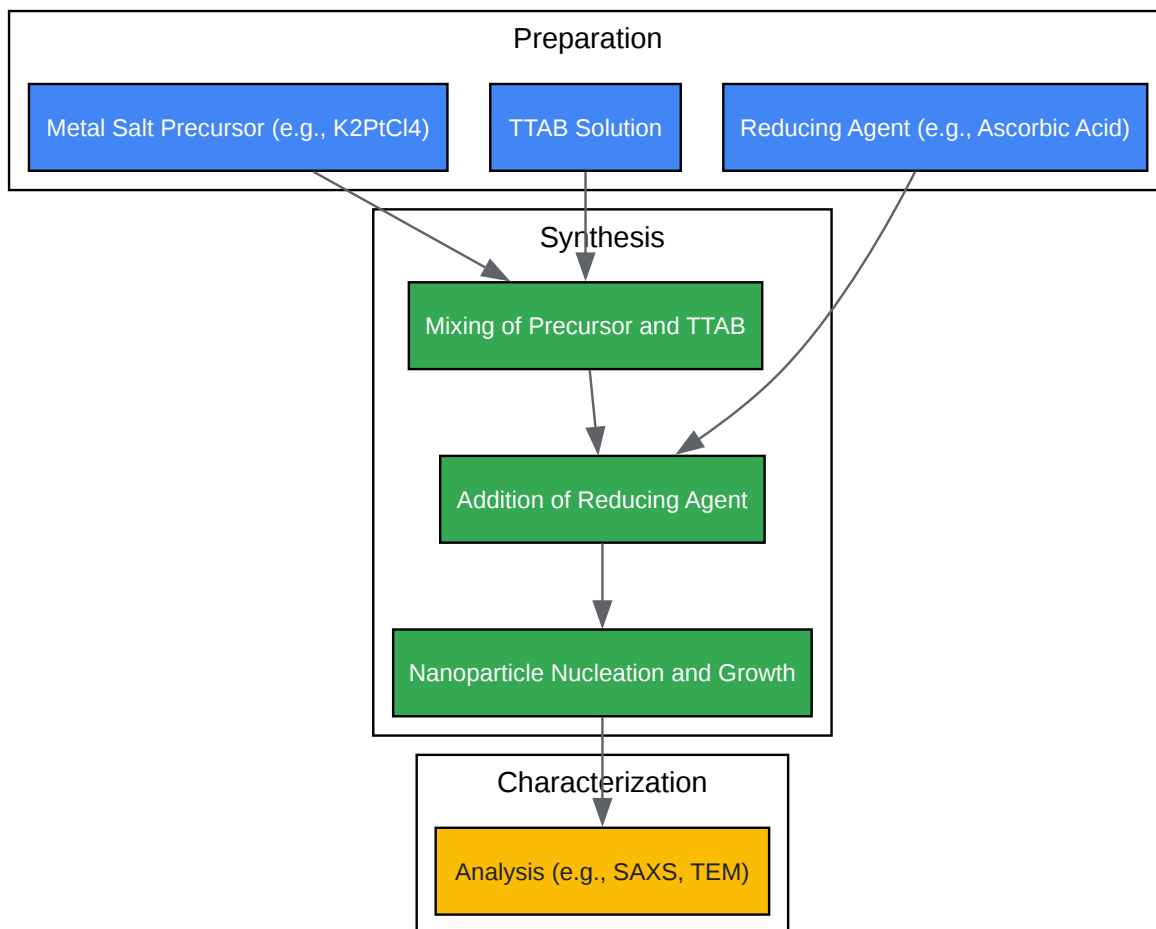 Preparation
Metal Salt Precursor (e.g., K2PtCl4)
TTAB Solution
Reducing Agent (e.g., Ascorbic Acid)
Synthesis
Mixing of Precursor and TTAB
Addition of Reducing Agent
Nanoparticle Nucleation and Growth
Characterization
Analysis (e.g., SAXS, TEM)